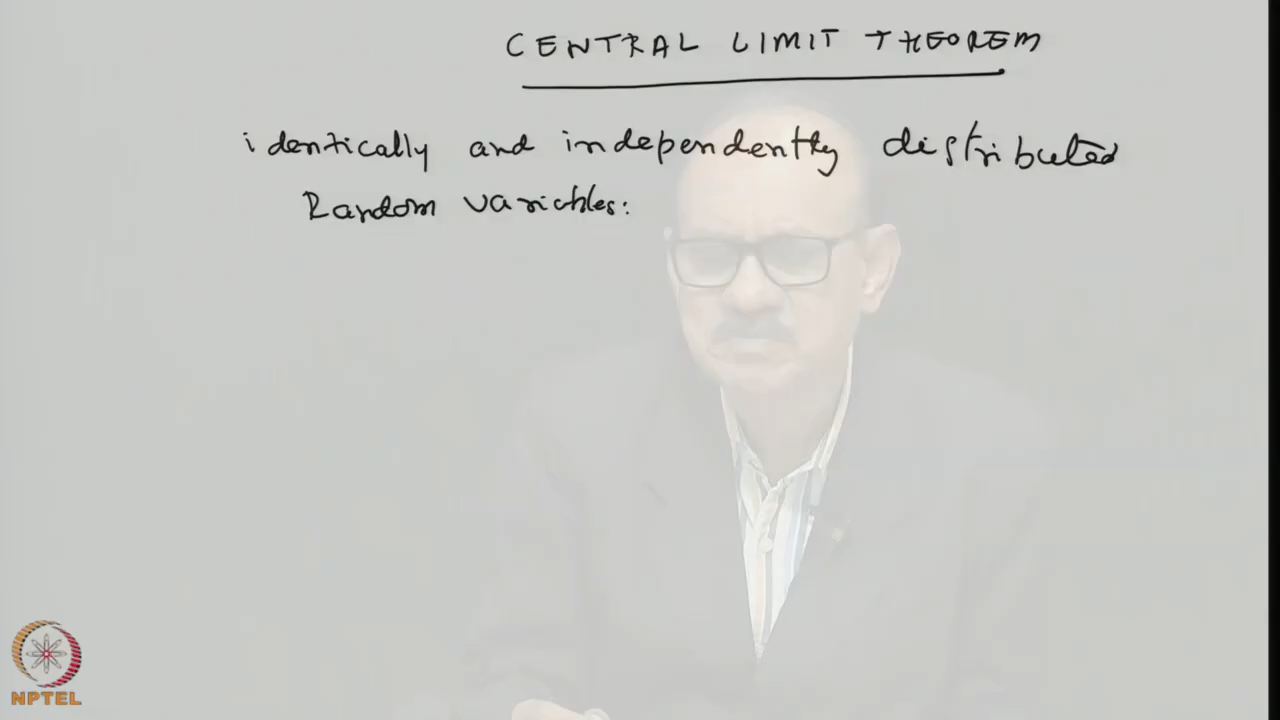 CENTRAL LIMIT THEOREM
identically and independently distributed
Random variables:
NPTEL